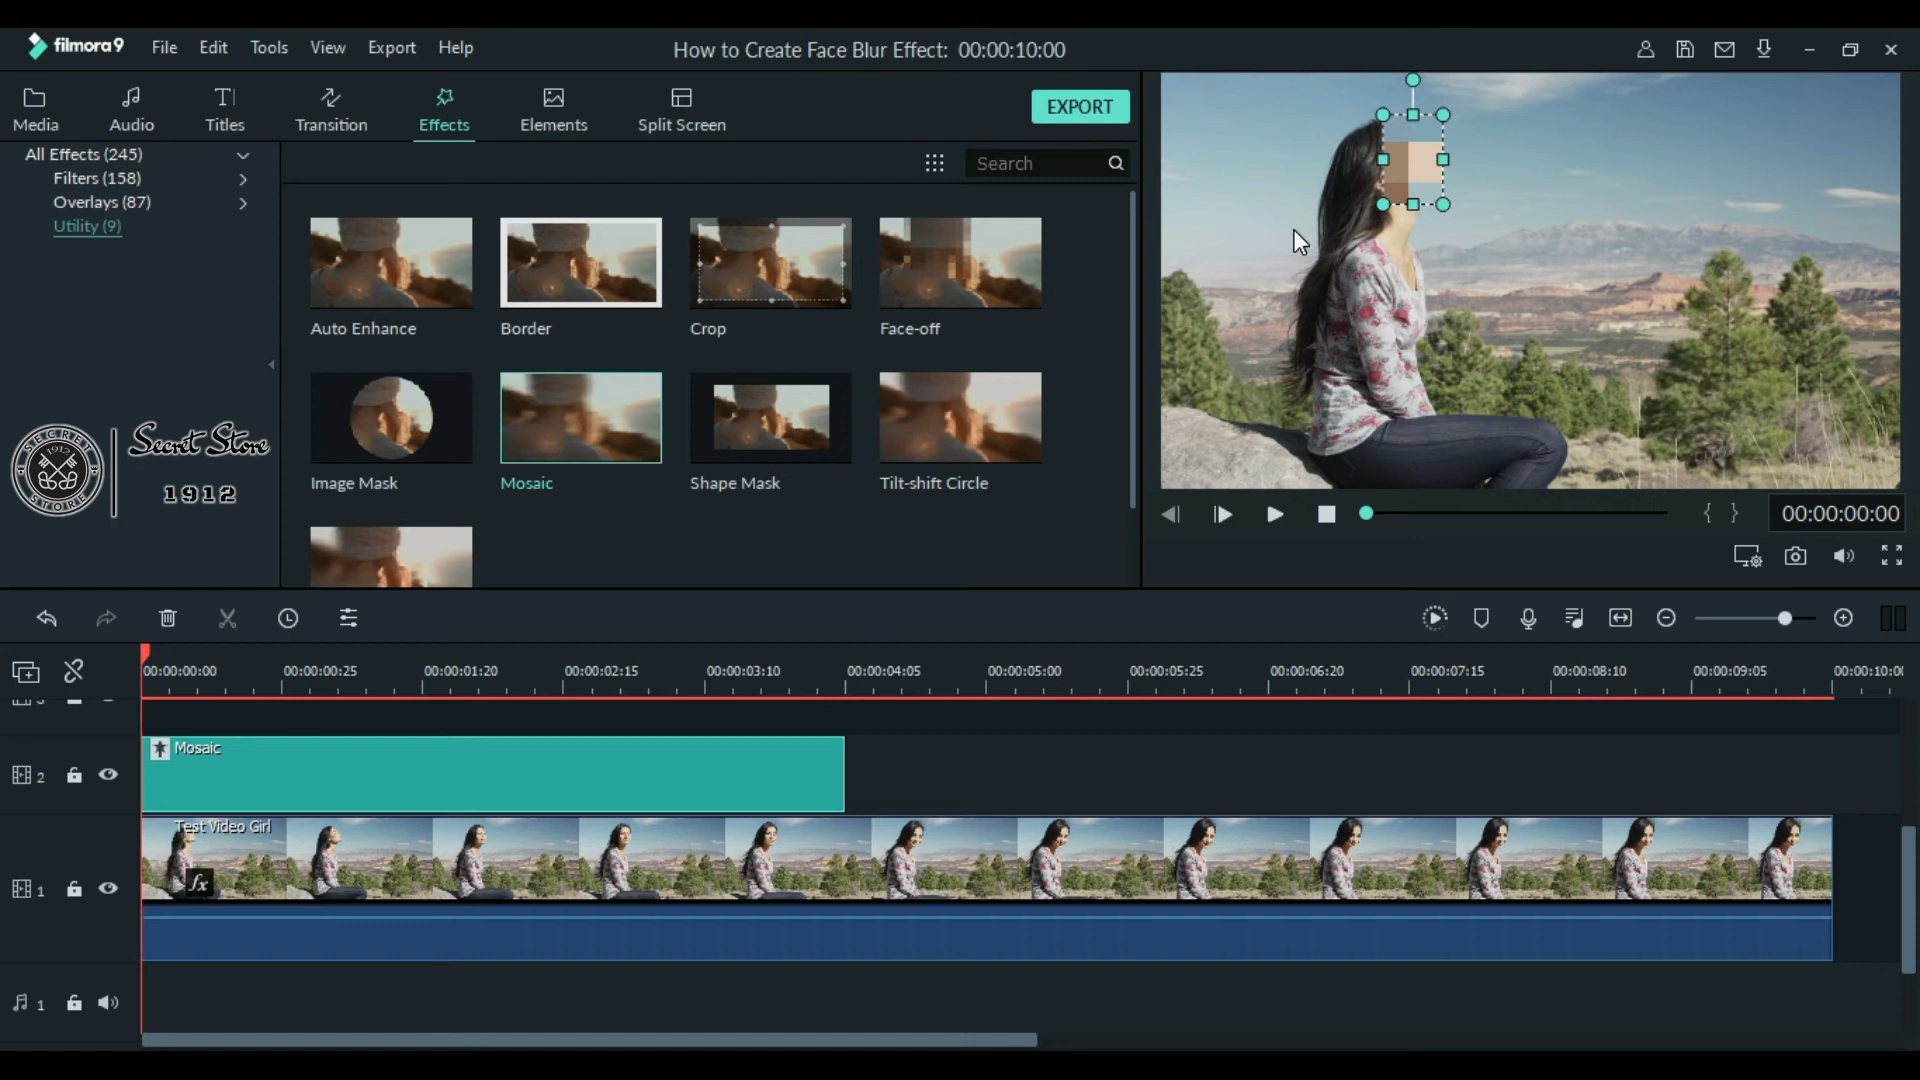 filmora9 File Edit Tools View Export Help How to Create Face Blur Effect: 00:00:10:00
Media Audio Titles Transition Effects Elements Split Screen EXPORT
All Effects (245)
Filters (158)
Overlays (87)
Utility (9)
Search
Auto Enhance Border Crop Face-off
Image Mask Mosaic Shape Mask Tilt-shift Circle
SECRET STORE 1912
Secret Store
1912
00:00:00:00
00:00:00:00 00:00:00:25 00:00:01:20 00:00:02:15 00:00:03:10 00:00:04:05 00:00:05:00 00:00:05:25 00:00:06:20 00:00:07:15 00:00:08:10 00:00:09:05 00:00:10:00
Mosaic
2
Test Video Girl
fx
1
1